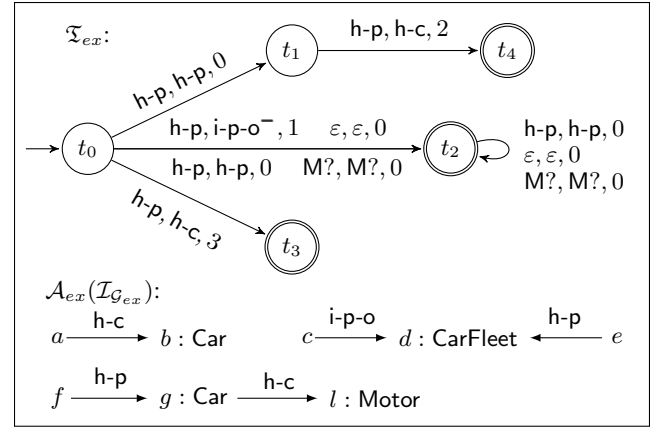 𝔗ex:
t1
h-p, h-c, 2
t4
h-p, h-p, 0
t0
h-p, i-p-o⁻, 1 ε, ε, 0
h-p, h-p, 0 M?, M?, 0
t2
h-p, h-p, 0
ε, ε, 0
M?, M?, 0
h-p, h-c, 3
t3
𝒜ex(ℐ𝒢ex):
a h-c b : Car c i-p-o d : CarFleet h-p e
f h-p g : Car h-c l : Motor